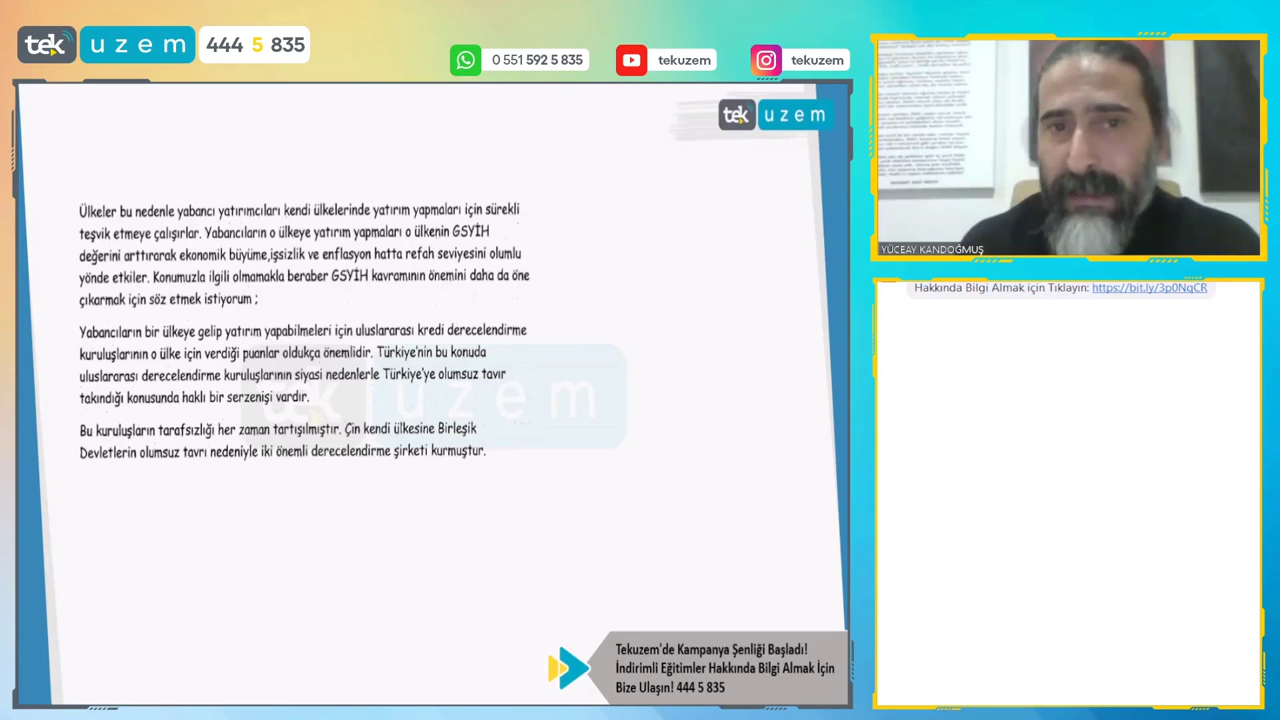 tek uzem 444 5 835
0 551 592 5 835
tekuzem
tekuzem
tek uzem
Ülkeler bu nedenle yabancı yatırımcıları kendi ülkelerinde yatırım yapmaları için sürekli
teşvik etmeye çalışırlar. Yabancıların o ülkeye yatırım yapmaları o ülkenin GSYİH
değerini arttırarak ekonomik büyüme,işsizlik ve enflasyon hatta refah seviyesini olumlu
yönde etkiler. Konumuzla ilgili olmamakla beraber GSYİH kavramının önemini daha da öne
çıkarmak için söz etmek istiyorum ;
Yabancıların bir ülkeye gelip yatırım yapabilmeleri için uluslararası kredi derecelendirme
kuruluşlarının o ülke için verdiği puanlar oldukça önemlidir. Türkiye'nin bu konuda
uluslararası derecelendirme kuruluşlarının siyasi nedenlerle Türkiye'ye olumsuz tavır
takındığı konusunda haklı bir serzenişi vardır.
Bu kuruluşların tarafsızlığı her zaman tartışılmıştır. Çin kendi ülkesine Birleşik
Devletlerin olumsuz tavrı nedeniyle iki önemli derecelendirme şirketi kurmuştur.
tek uzem
Tekuzem'de Kampanya Şenliği Başladı!
İndirimli Eğitimler Hakkında Bilgi Almak İçin
Bize Ulaşın! 444 5 835
YÜCEAY KANDOĞMUŞ
Hakkında Bilgi Almak için Tıklayın: https://bit.ly/3p0NqCR